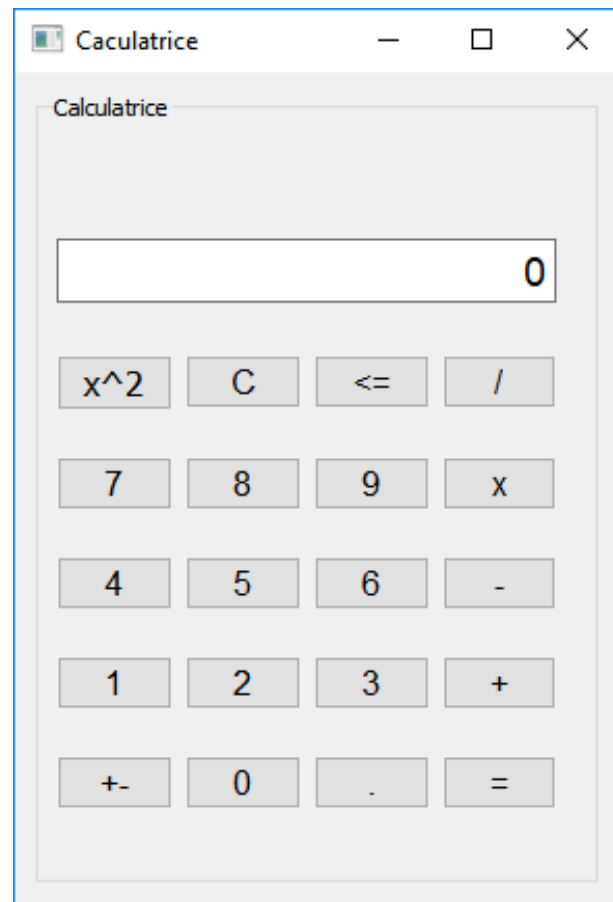 Caculatrice
Calculatrice
0
x^2 C <= /
7 8 9 x
4 5 6 -
1 2 3 +
+- 0 . =